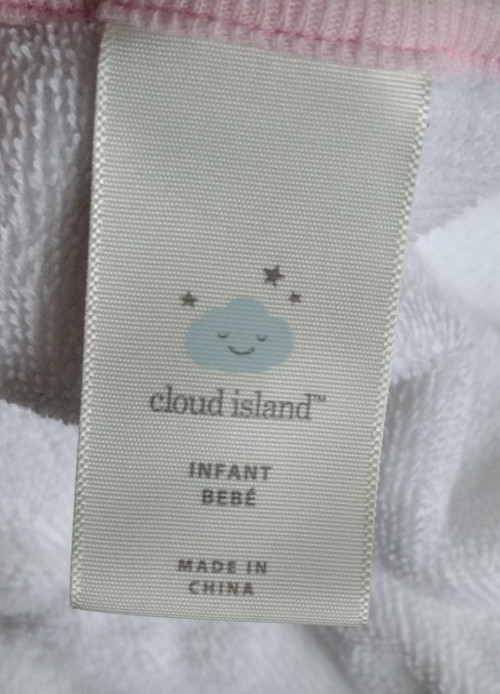 cloud island™
INFANT
BEBÉ
MADE IN
CHINA